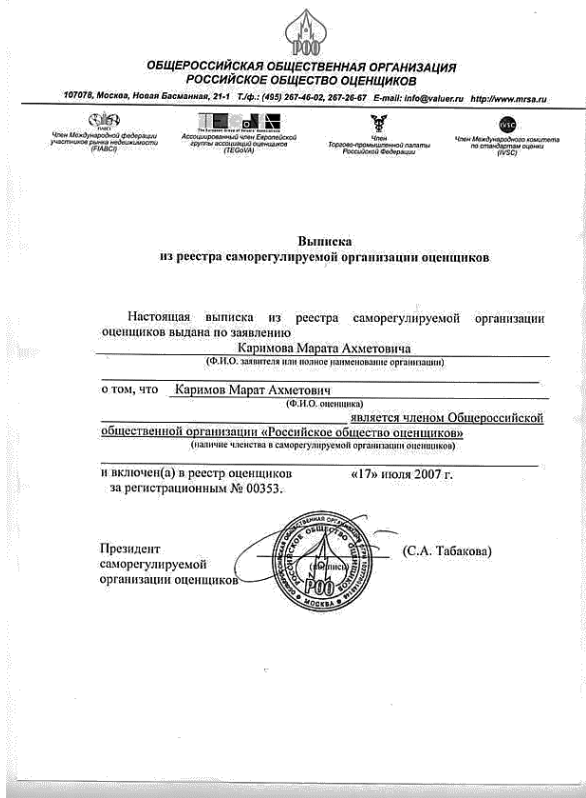 РОО
ОБЩЕРОССИЙСКАЯ ОБЩЕСТВЕННАЯ ОРГАНИЗАЦИЯ
РОССИЙСКОЕ ОБЩЕСТВО ОЦЕНЩИКОВ
107078, Москва, Новая Басманная, 21-1 Т./ф.: (495) 267-46-02, 267-26-67 E-mail: info@valuer.ru http://www.mrsa.ru
FIABCI
Член Международной федерации
участников рынка недвижимости
(FIABCI)
Ассоциированный член Европейской
группы ассоциаций оценщиков
(TEGoVA)
Член
Торгово-промышленной палаты
Российской Федерации
IVSC
Член Международного комитета
по стандартам оценки
(IVSC)
Выписка
из реестра саморегулируемой организации оценщиков
Настоящая выписка из реестра саморегулируемой организации
оценщиков выдана по заявлению
Каримова Марата Ахметовича
(Ф.И.О. заявителя или полное наименование организации)
о том, что Каримов Марат Ахметович
(Ф.И.О. оценщика)
является членом Общероссийской
общественной организации «Российское общество оценщиков»
(наличие членства в саморегулируемой организации оценщиков)
и включен(а) в реестр оценщиков «17» июля 2007 г.
за регистрационным № 00353.
Президент
саморегулируемой
организации оценщиков
(подпись)
(С.А. Табакова)
РОССИЙСКОЕ ОБЩЕСТВО ОЦЕНЩИКОВ
РОО
МОСКВА